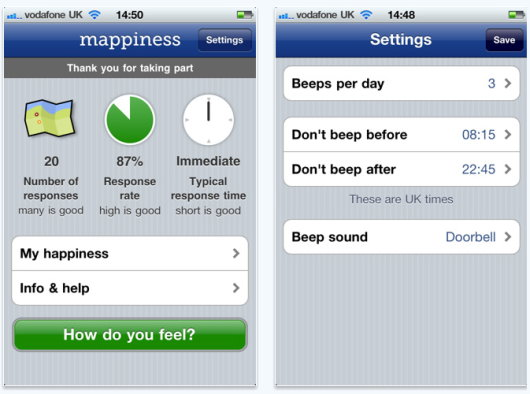 vodafone UK 14:50
mappiness Settings
Thank you for taking part
20
Number of
responses
many is good
87%
Response
rate
high is good
Immediate
Typical
response time
short is good
My happiness
Info & help
How do you feel?
vodafone UK 14:48
Settings Save
Beeps per day 3
Don't beep before 08:15
Don't beep after 22:45
These are UK times
Beep sound Doorbell